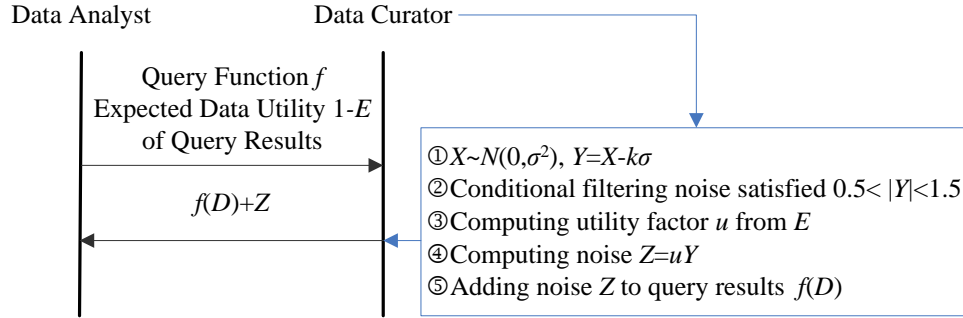 Data Analyst
Data Curator
Query Function f
Expected Data Utility 1-E
of Query Results
f(D)+Z
①X~N(0,σ²), Y=X-kσ
②Conditional filtering noise satisfied 0.5< |Y|<1.5
③Computing utility factor u from E
④Computing noise Z=uY
⑤Adding noise Z to query results f(D)